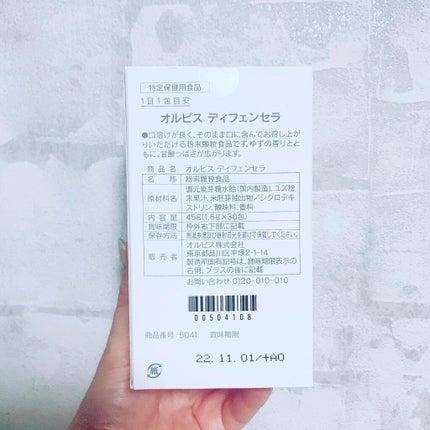 特定保健用食品
1日1包目安
オルビス ディフェンセラ
●口溶けが良く、そのまま口に含んでお召し上が
りいただける粉末顆粒食品です。ゆずの香りとと
もに、甘酸っぱさが広がります。
商品名 オルビス ディフェンセラ
名称 粉末顆粒食品
原材料名 還元麦芽糖水飴(国内製造)、ユズ粉
末果汁、米胚芽抽出物/シクロデキ
ストリン、酸味料、香料
内容量 45g(1.5g×30包)
賞味期限 枠外右下部に記載
保存方法 高温多湿及び直射日光を避けて保管してください。
販売者 オルビス株式会社
東京都品川区平塚2-1-14
製造所固有記号は、賞味期限表示の右
側、プラスの後に記載
お問い合わせ 0120-010-010
00504108
商品番号 5041 賞味期限
22.11.01/+A0
紙